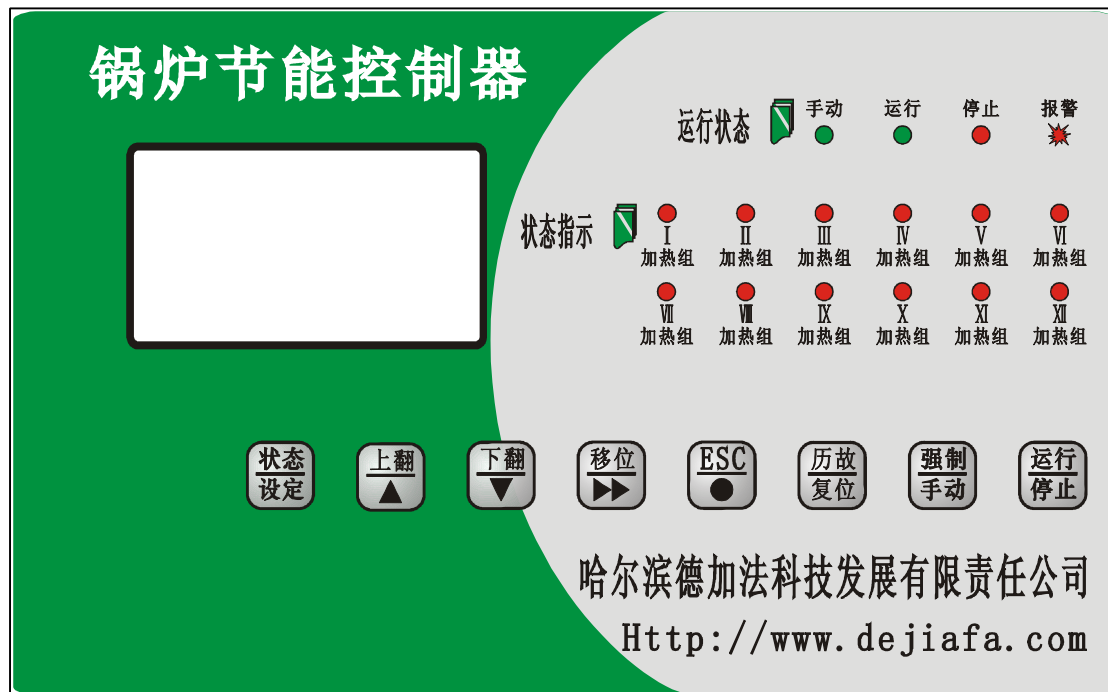 锅炉节能控制器
运行状态 手动 运行 停止 报警
状态指示
I II III IV V VI
加热组 加热组 加热组 加热组 加热组 加热组
VII VIII IX X XI XII
加热组 加热组 加热组 加热组 加热组 加热组
状态 上翻 下翻 移位 ESC 历故 强制 运行
设定 复位 手动 停止
哈尔滨德加法科技发展有限责任公司
Http://www.dejiafa.com